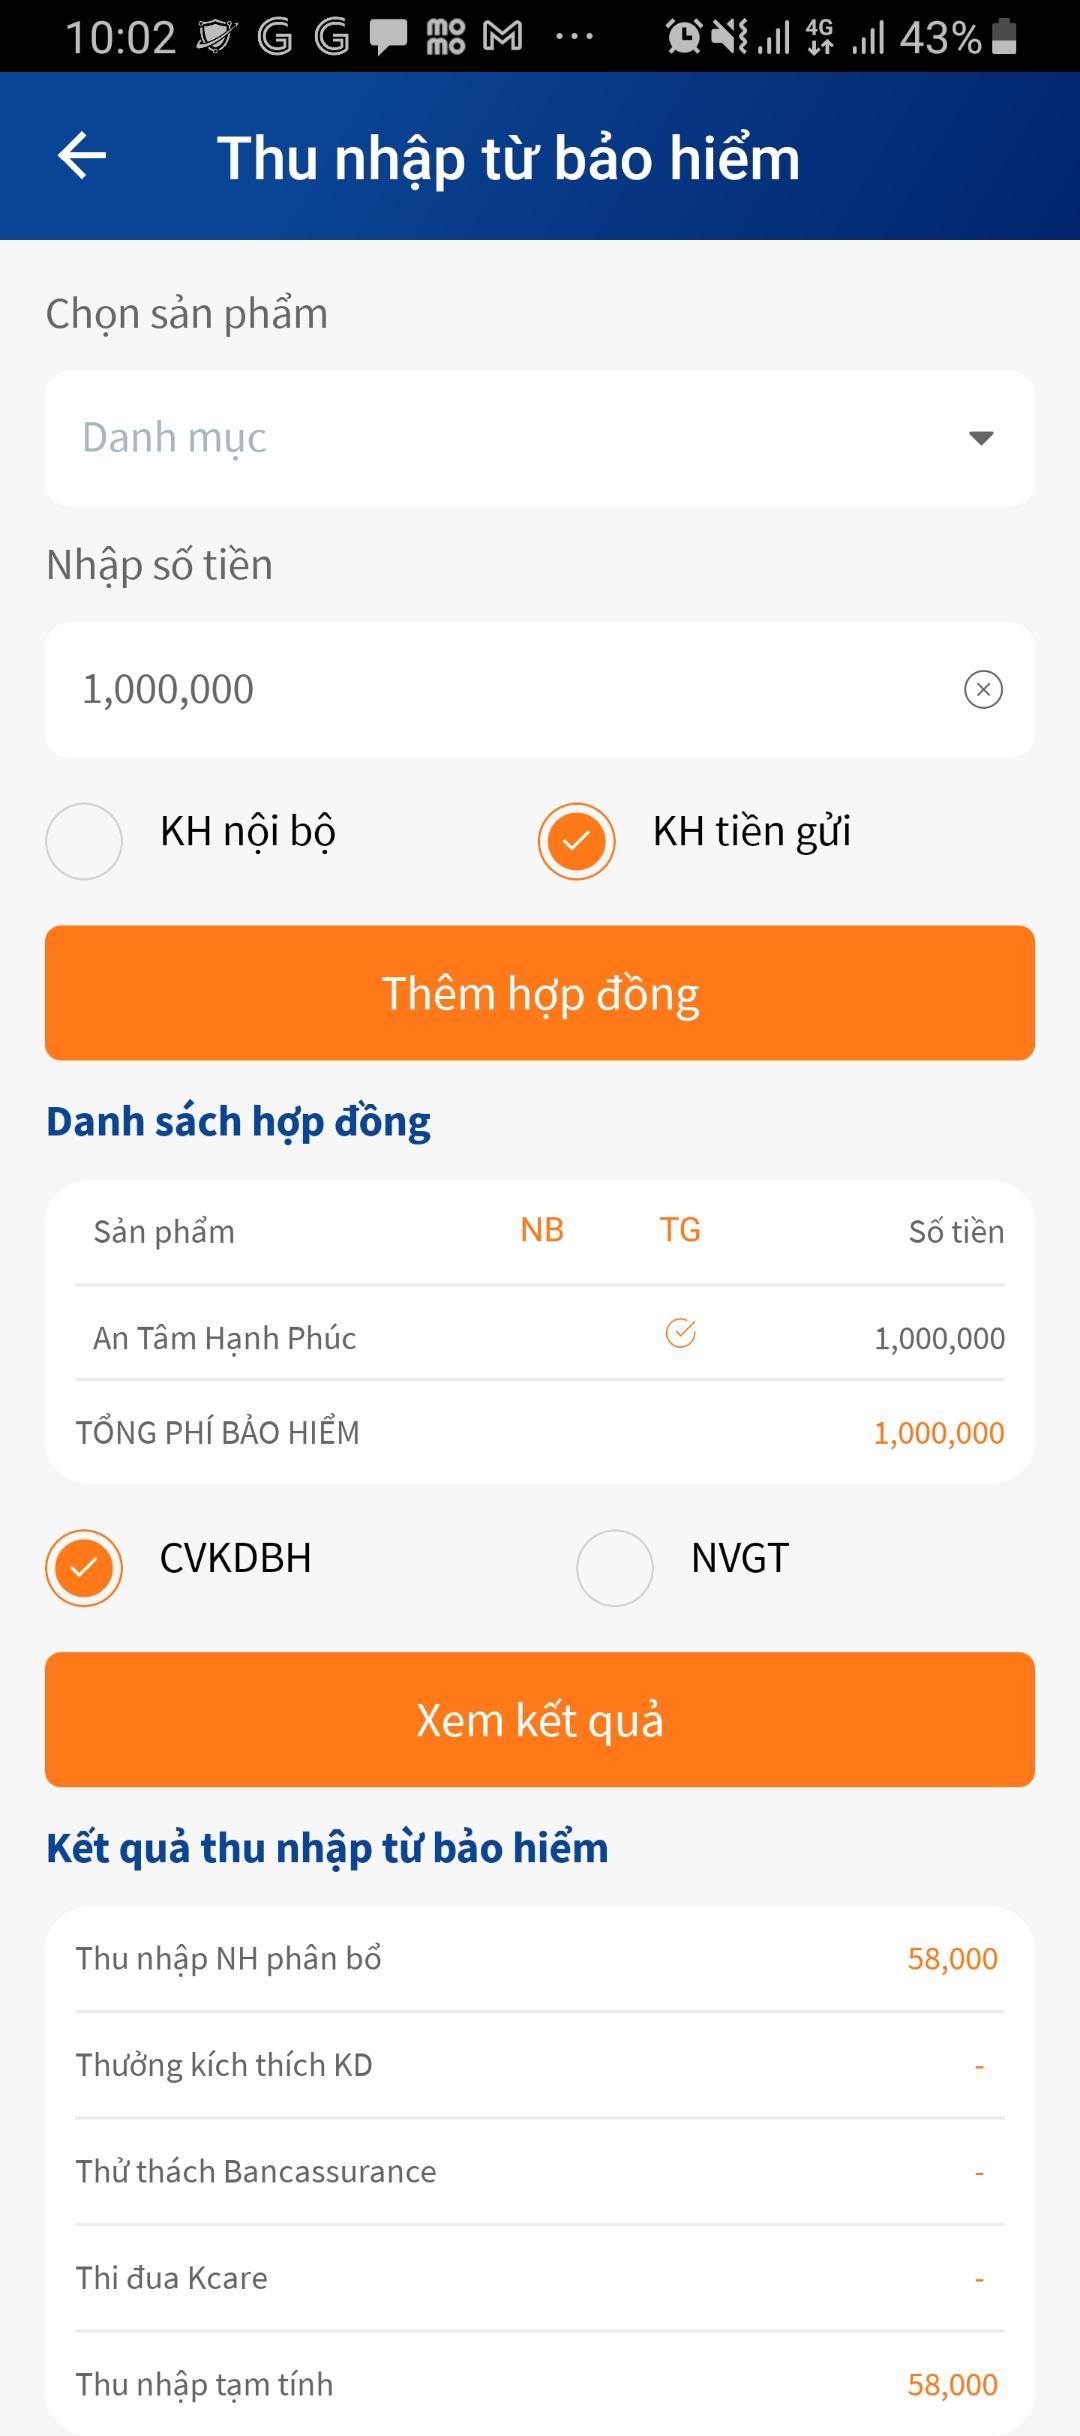 10:02 momo 4G 43%
Thu nhập từ bảo hiểm
Chọn sản phẩm
Danh mục
Nhập số tiền
1,000,000
KH nội bộ KH tiền gửi
Thêm hợp đồng
Danh sách hợp đồng
Sản phẩm NB TG Số tiền
An Tâm Hạnh Phúc 1,000,000
TỔNG PHÍ BẢO HIỂM 1,000,000
CVKDBH NVGT
Xem kết quả
Kết quả thu nhập từ bảo hiểm
Thu nhập NH phân bổ 58,000
Thưởng kích thích KD -
Thử thách Bancassurance -
Thi đua Kcare -
Thu nhập tạm tính 58,000